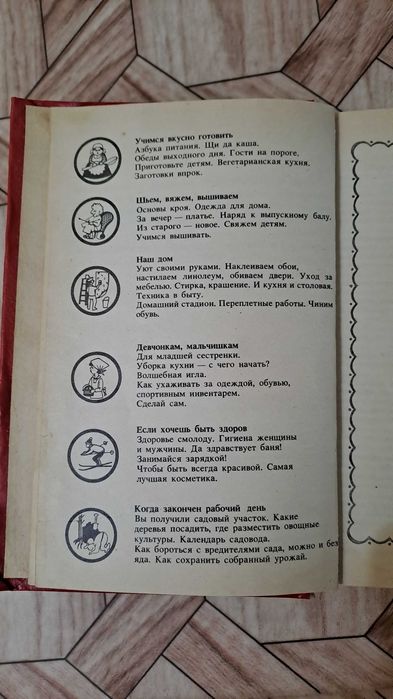 Учимся вкусно готовить
Азбука питания. Щи да каша.
Обеды выходного дня. Гости на пороге.
Приготовьте детям. Вегетарианская кухня.
Заготовки впрок.
Шьем, вяжем, вышиваем
Основы кроя. Одежда для дома.
За вечер — платье. Наряд к выпускному балу.
Из старого — новое. Свяжем детям.
Учимся вышивать.
Наш дом
Уют своими руками. Наклеиваем обои,
настилаем линолеум, обиваем двери. Уход за
мебелью. Стирка, крашение. И кухня и столовая.
Техника в быту.
Домашний стадион. Переплетные работы. Чиним
обувь.
Девчонкам, мальчишкам
Для младшей сестренки.
Уборка кухни — с чего начать?
Волшебная игла.
Как ухаживать за одеждой, обувью,
спортивным инвентарем.
Сделай сам.
Если хочешь быть здоров
Здоровье смолоду. Гигиена женщины
и мужчины. Да здравствует баня!
Занимайся зарядкой!
Чтобы быть всегда красивой. Самая
лучшая косметика.
Когда закончен рабочий день
Вы получили садовый участок. Какие
деревья посадить, где разместить овощные
культуры. Календарь садовода.
Как бороться с вредителями сада, можно и без
яда. Как сохранить собранный урожай.